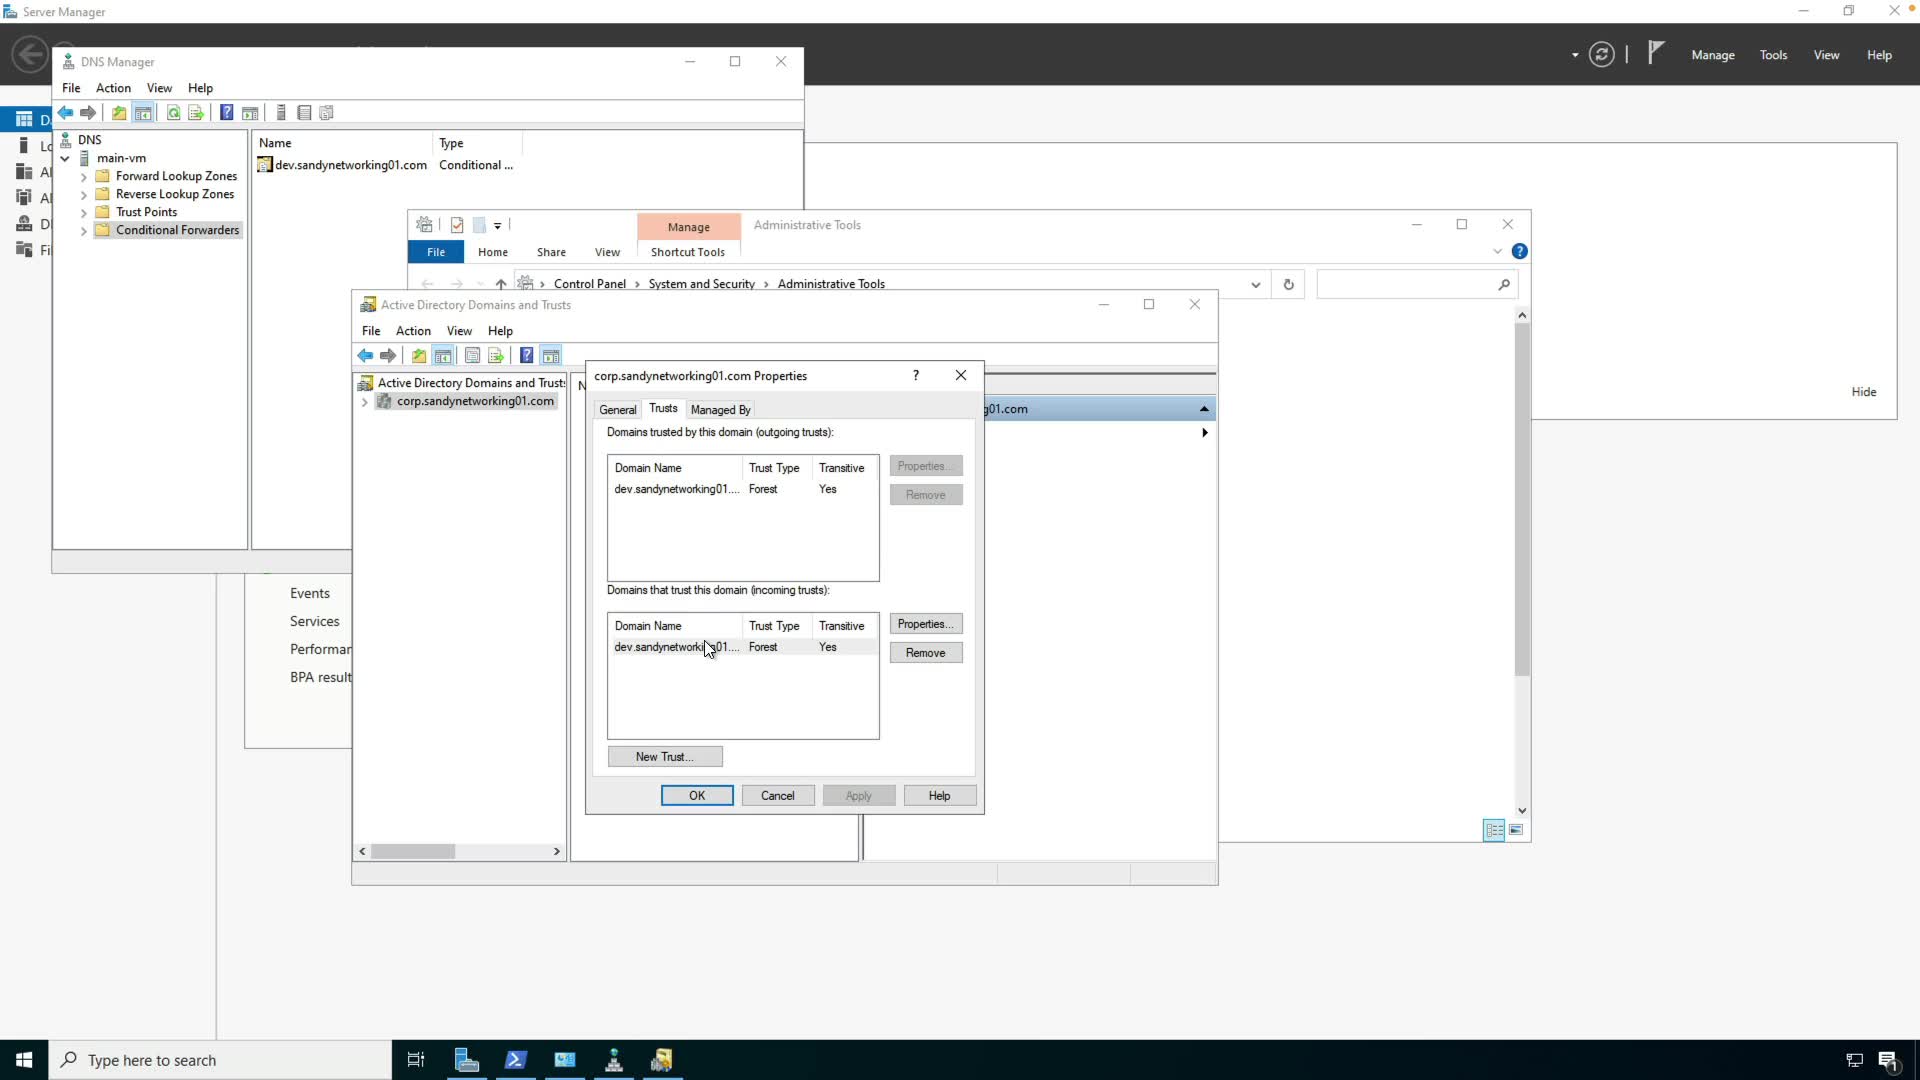 Server Manager
Manage
Tools
View
Help
DNS Manager
File Action View Help
DNS
main-vm
Forward Lookup Zones
Reverse Lookup Zones
Trust Points
Conditional Forwarders
Name Type
dev.sandynetworking01.com Conditional ...
Manage
Administrative Tools
File Home Share View Shortcut Tools
Control Panel > System and Security > Administrative Tools
Active Directory Domains and Trusts
File Action View Help
Active Directory Domains and Trusts
corp.sandynetworking01.com
corp.sandynetworking01.com Properties
General Trusts Managed By
Domains trusted by this domain (outgoing trusts):
Domain Name Trust Type Transitive
dev.sandynetworking01.... Forest Yes
Properties...
Remove
Domains that trust this domain (incoming trusts):
Domain Name Trust Type Transitive
dev.sandynetworking01.... Forest Yes
Properties...
Remove
New Trust...
OK Cancel Apply Help
g01.com
Hide
Events
Services
Performan
BPA result
Type here to search
1